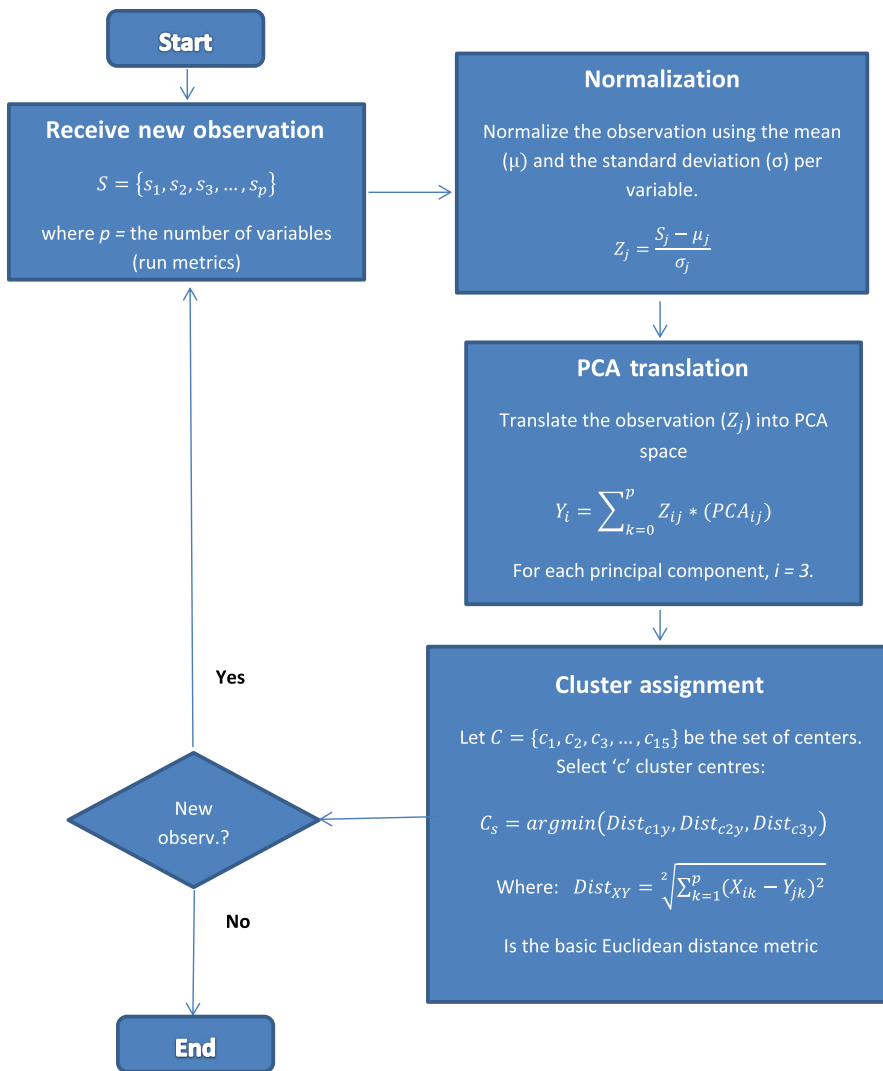 Start
Receive new observation
S = {s₁, s₂, s₃, … , sₚ}
where p = the number of variables
(run metrics)
Normalization
Normalize the observation using the mean
(μ) and the standard deviation (σ) per
variable.
Zⱼ = (Sⱼ − μⱼ) / σⱼ
PCA translation
Translate the observation (Zⱼ) into PCA
space
Yᵢ = ∑ₖ₌₀ᵖ Zᵢⱼ ∗ (PCAᵢⱼ)
For each principal component, i = 3.
Cluster assignment
Let C = {c₁, c₂, c₃, … , c₁₅} be the set of centers.
Select ‘c’ cluster centres:
Cₛ = argmin(Dist_c1y, Dist_c2y, Dist_c3y)
Where: Dist_XY = ²√(∑ₖ₌₁ᵖ (Xᵢₖ − Yⱼₖ)²)
Is the basic Euclidean distance metric
New
observ.?
Yes
No
End